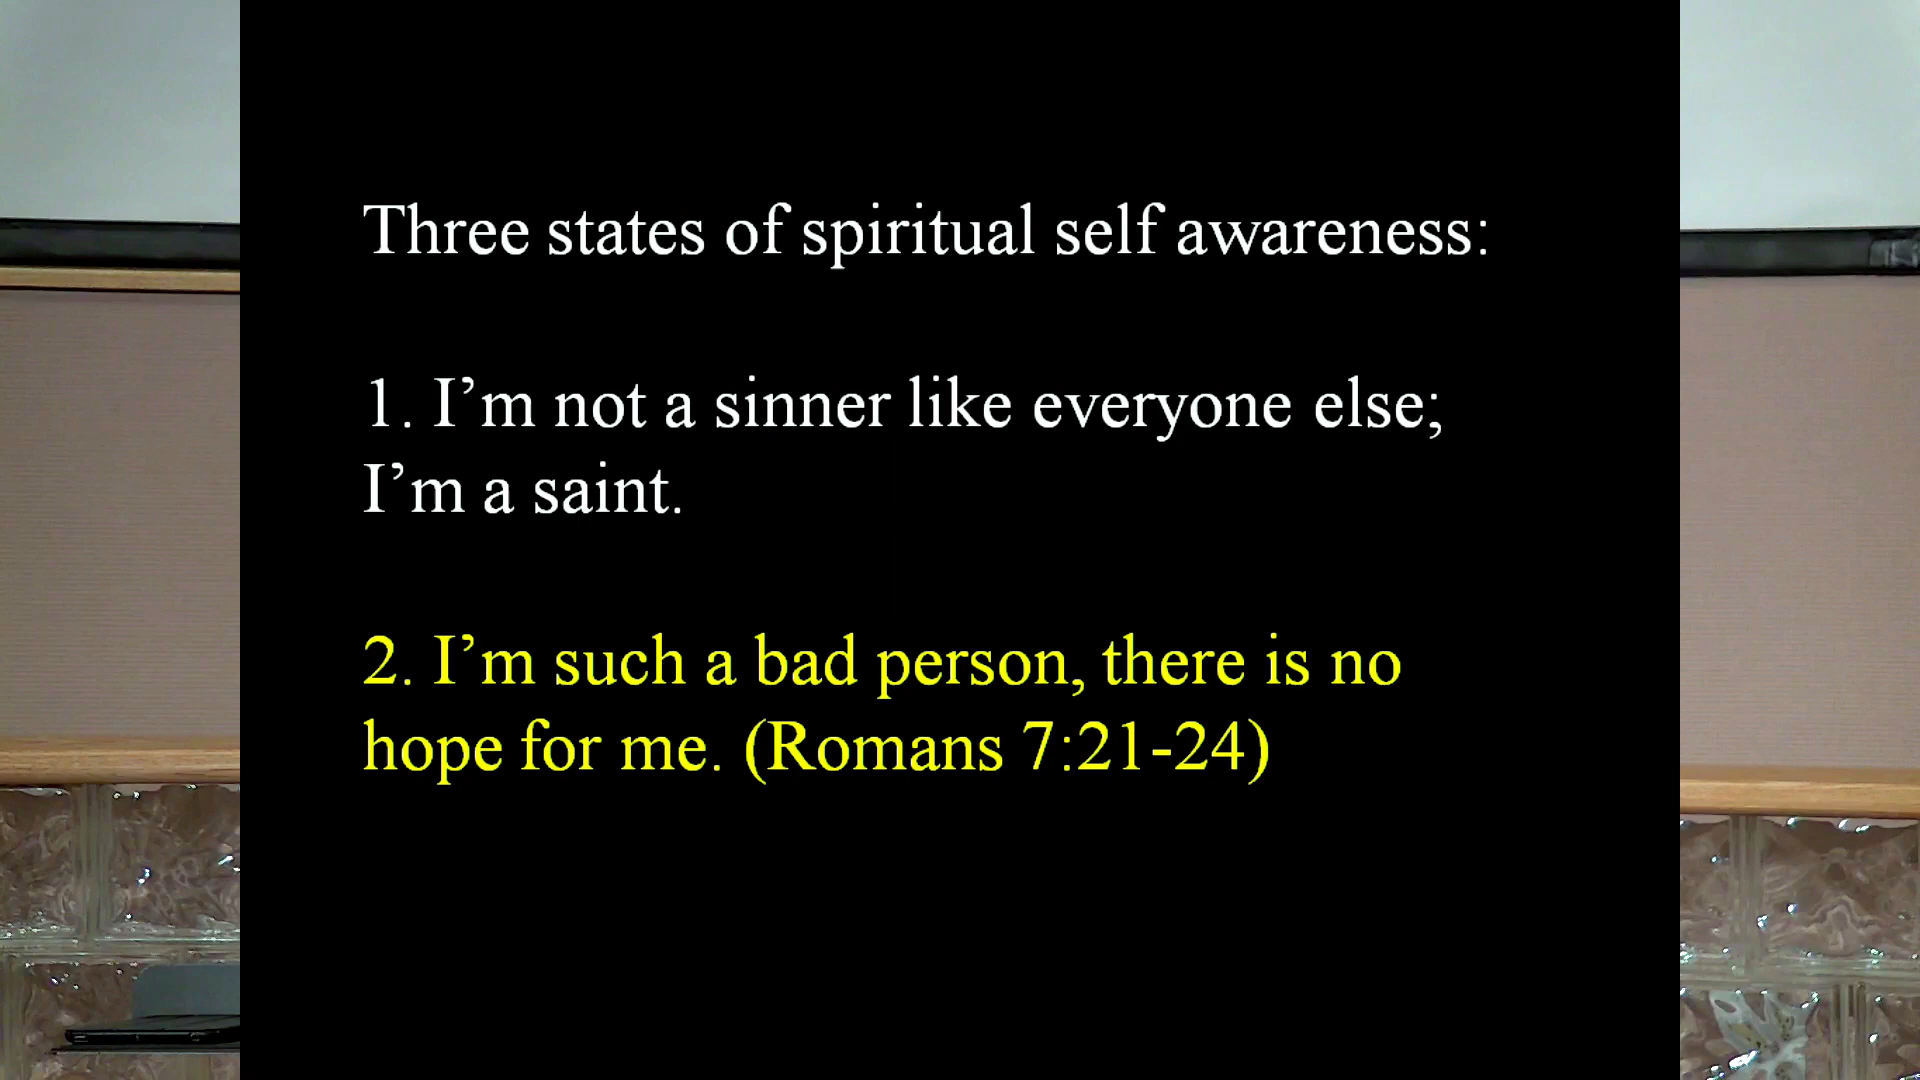 Three states of spiritual self awareness:
1. I’m not a sinner like everyone else;
I’m a saint.
2. I’m such a bad person, there is no
hope for me. (Romans 7:21-24)